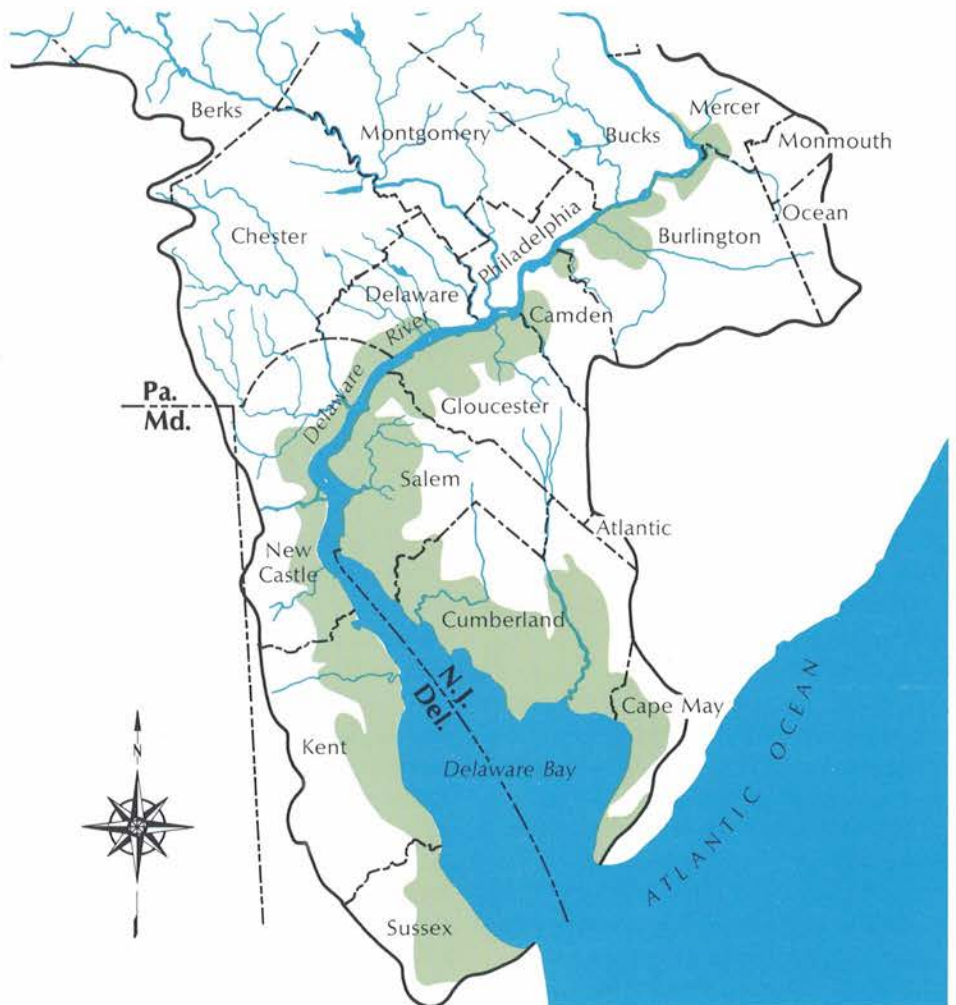 Berks
Montgomery
Bucks
Mercer
Monmouth
Ocean
Burlington
Philadelphia
Chester
Delaware
Camden
Delaware River
Gloucester
Pa.
Md.
Salem
Atlantic
New
Castle
Cumberland
N.J.
Del.
Cape May
Kent
Delaware Bay
ATLANTIC OCEAN
N
Sussex